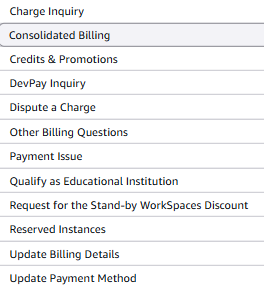 Charge Inquiry
Consolidated Billing
Credits & Promotions
DevPay Inquiry
Dispute a Charge
Other Billing Questions
Payment Issue
Qualify as Educational Institution
Request for the Stand-by WorkSpaces Discount
Reserved Instances
Update Billing Details
Update Payment Method